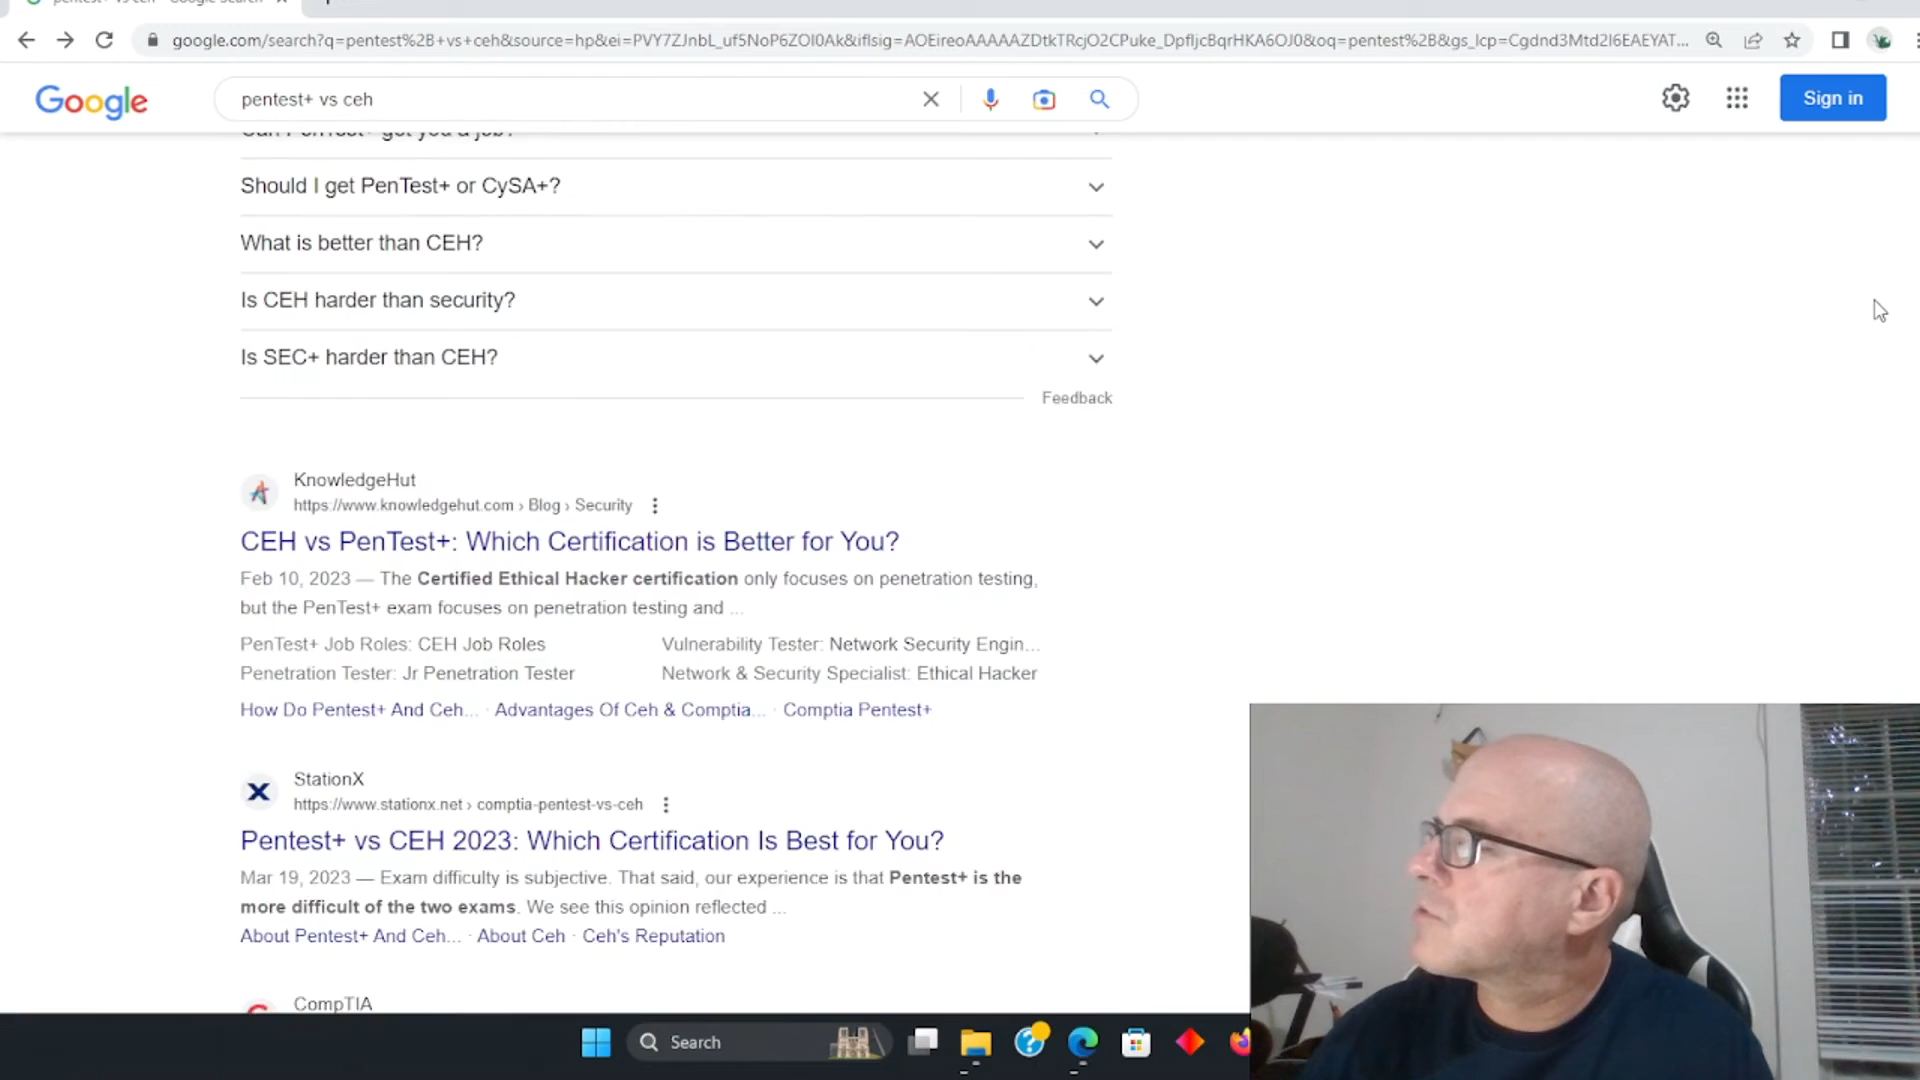 google.com/search?q=pentest%2B+vs+ceh&source=hp&ei=PVY7ZJnbL_uf5NoP6ZOI0Ak&iflsig=AOEireoAAAAAZDtkTRcjO2CPuke_DpfIjcBqrHKA6OJ0&oq=pentest%2B&gs_lcp=Cgdnd3Mtd2l6EAEYAT...
Google
pentest+ vs ceh
Sign in
Should I get PenTest+ or CySA+?
What is better than CEH?
Is CEH harder than security?
Is SEC+ harder than CEH?
Feedback
KnowledgeHut
https://www.knowledgehut.com › Blog › Security
CEH vs PenTest+: Which Certification is Better for You?
Feb 10, 2023 — The Certified Ethical Hacker certification only focuses on penetration testing,
but the PenTest+ exam focuses on penetration testing and ...
PenTest+ Job Roles: CEH Job Roles Vulnerability Tester: Network Security Engin...
Penetration Tester: Jr Penetration Tester Network & Security Specialist: Ethical Hacker
How Do Pentest+ And Ceh... · Advantages Of Ceh & Comptia... · Comptia Pentest+
StationX
https://www.stationx.net › comptia-pentest-vs-ceh
Pentest+ vs CEH 2023: Which Certification Is Best for You?
Mar 19, 2023 — Exam difficulty is subjective. That said, our experience is that Pentest+ is the
more difficult of the two exams. We see this opinion reflected ...
About Pentest+ And Ceh... · About Ceh · Ceh's Reputation
CompTIA
Search